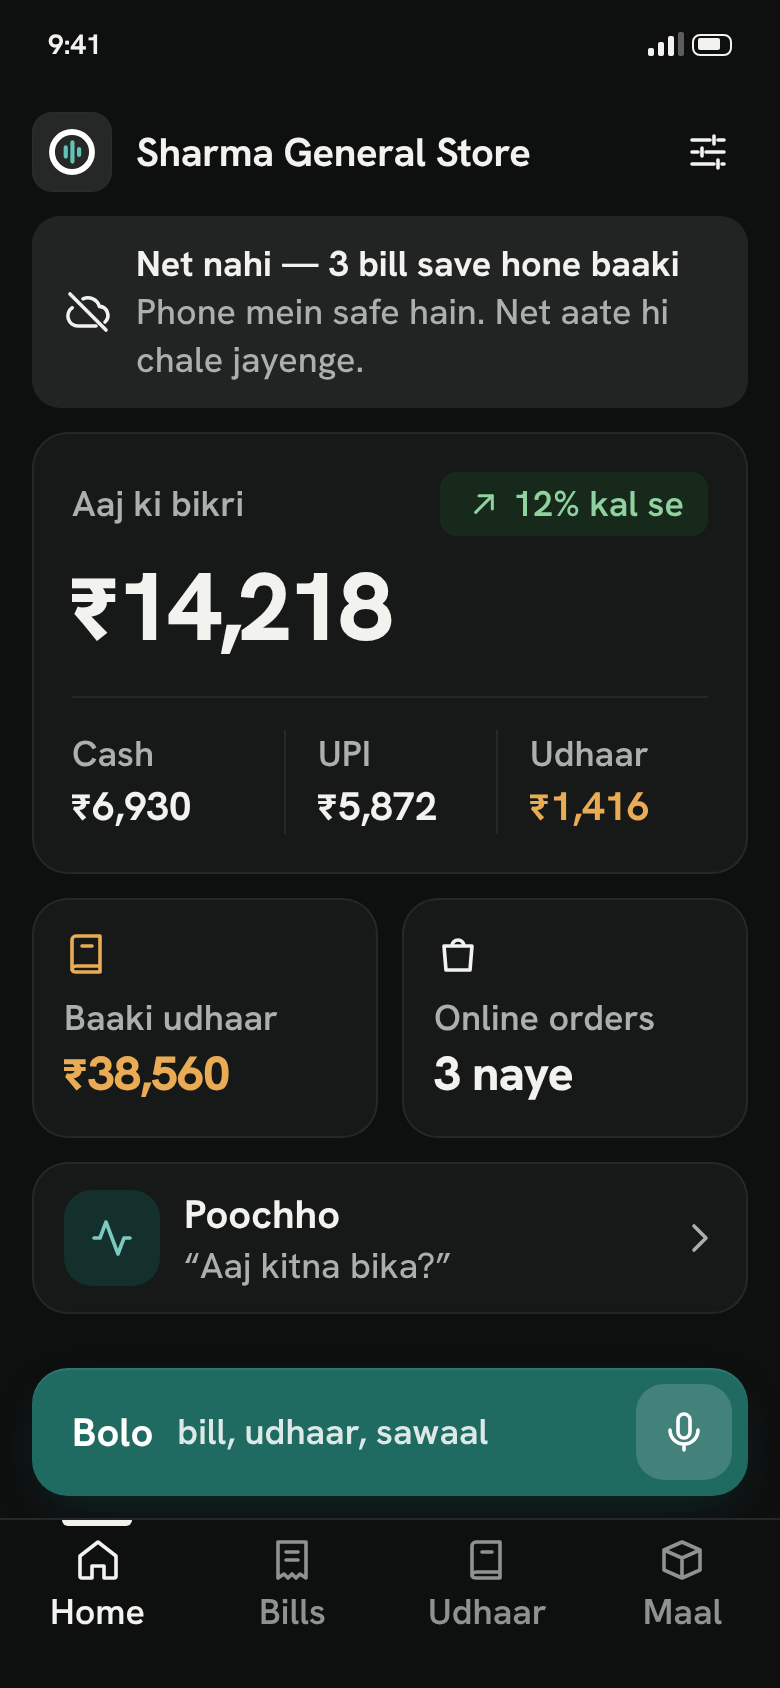 9:41
Sharma General Store
Net nahi — 3 bill save hone baaki
Phone mein safe hain. Net aate hi
chale jayenge.
Aaj ki bikri
↗ 12% kal se
₹14,218
Cash
₹6,930
UPI
₹5,872
Udhaar
₹1,416
Baaki udhaar
₹38,560
Online orders
3 naye
Poochho
“Aaj kitna bika?”
Bolo bill, udhaar, sawaal
Home
Bills
Udhaar
Maal